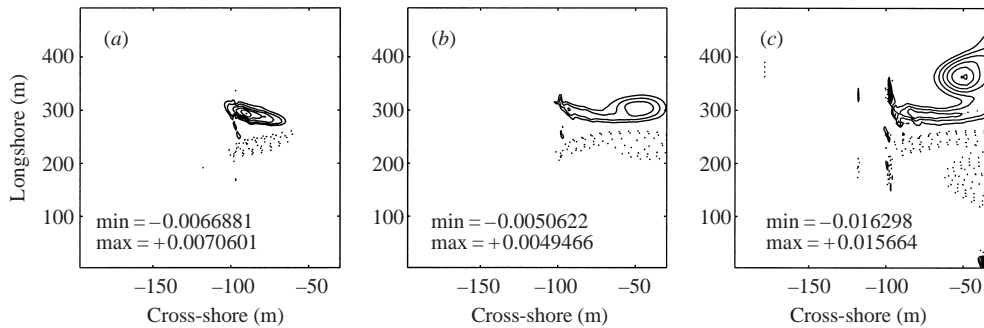 (a)
(b)
(c)
400
300
200
100
Longshore (m)
min = −0.0066881
max = +0.0070601
−150
−100
−50
Cross-shore (m)
400
300
200
100
min = −0.0050622
max = +0.0049466
−150
−100
−50
Cross-shore (m)
400
300
200
100
min = −0.016298
max = +0.015664
−150
−100
−50
Cross-shore (m)